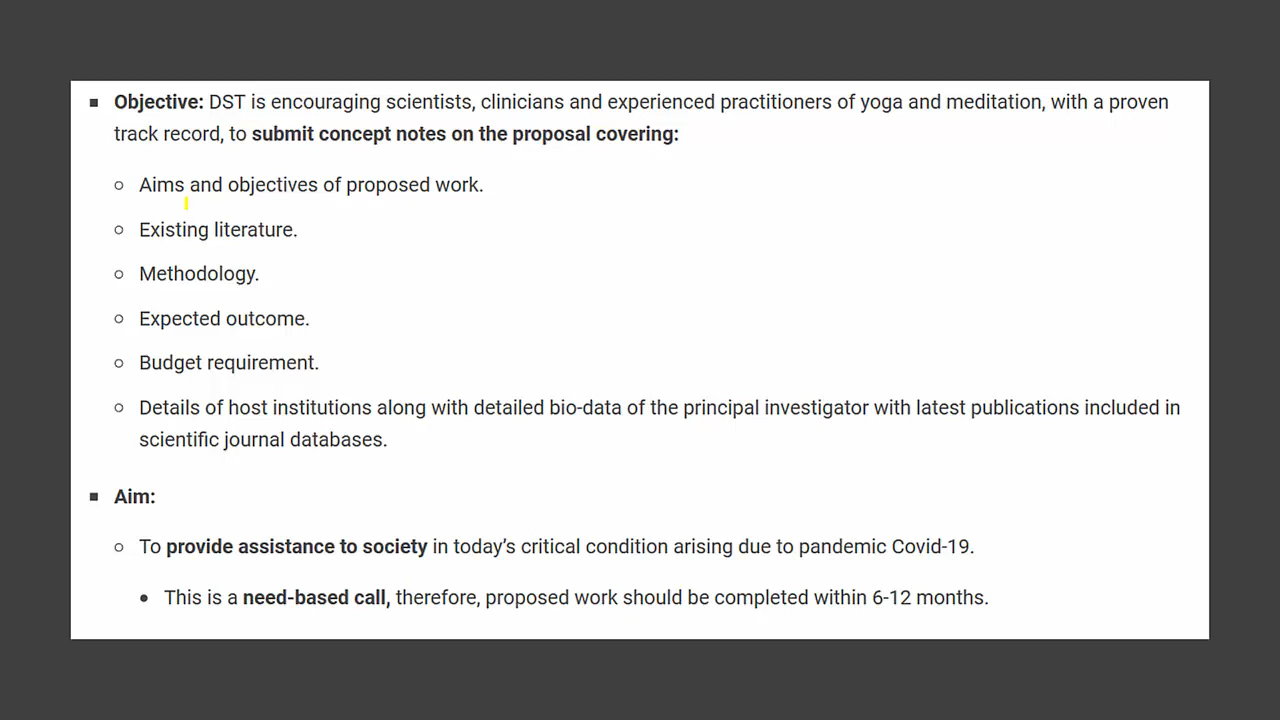 Objective: DST is encouraging scientists, clinicians and experienced practitioners of yoga and meditation, with a proven
track record, to submit concept notes on the proposal covering:
Aims and objectives of proposed work.
Existing literature.
Methodology.
Expected outcome.
Budget requirement.
Details of host institutions along with detailed bio-data of the principal investigator with latest publications included in
scientific journal databases.
Aim:
To provide assistance to society in today's critical condition arising due to pandemic Covid-19.
This is a need-based call, therefore, proposed work should be completed within 6-12 months.